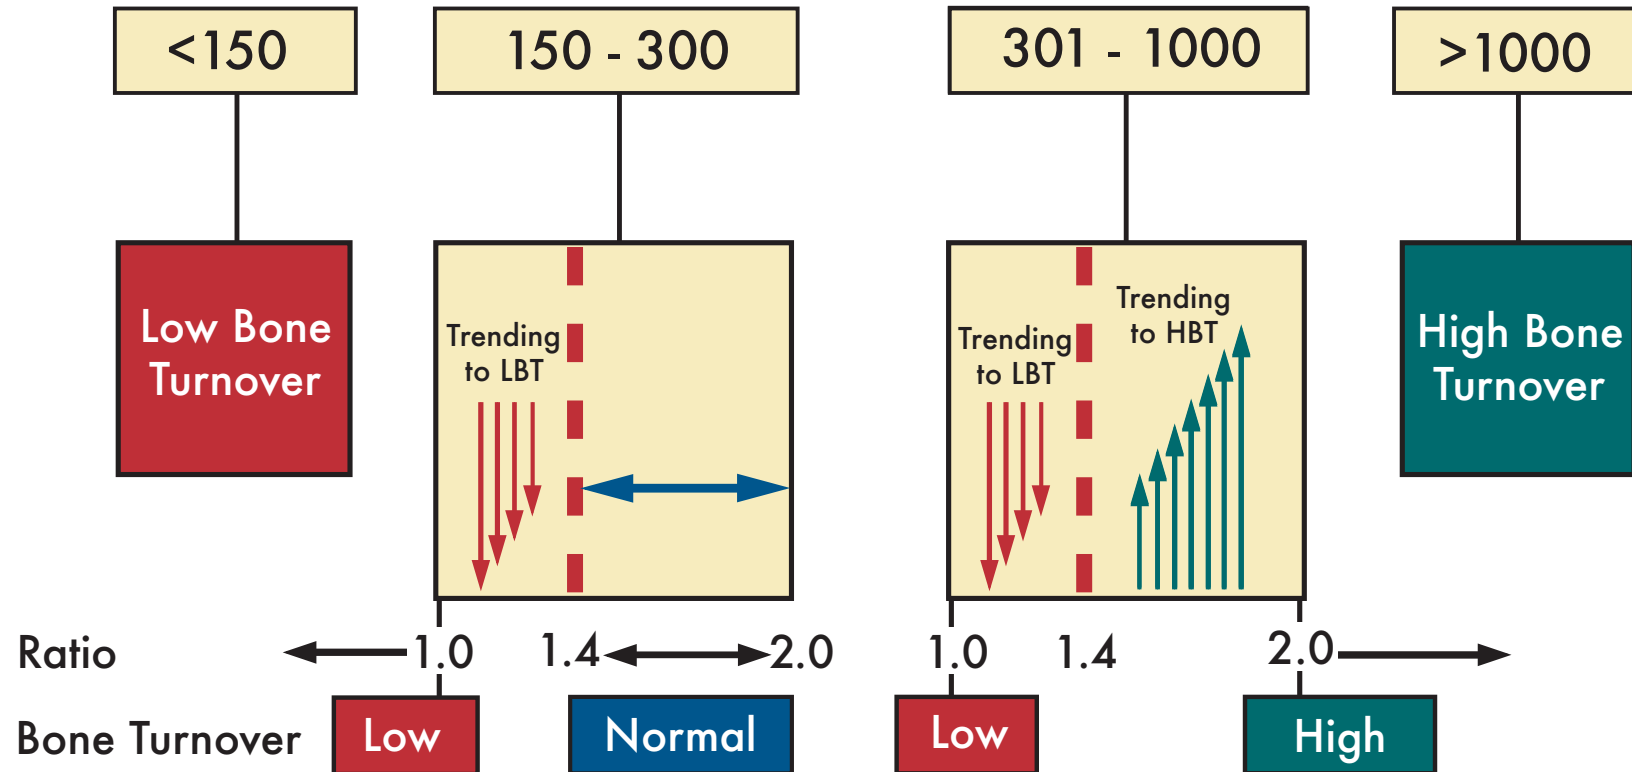 <150
150 - 300
301 - 1000
>1000
Low Bone
Turnover
Trending
to LBT
Trending
to LBT
Trending
to HBT
High Bone
Turnover
Ratio
1.0
1.4
2.0
1.0
1.4
2.0
Bone Turnover
Low
Normal
Low
High